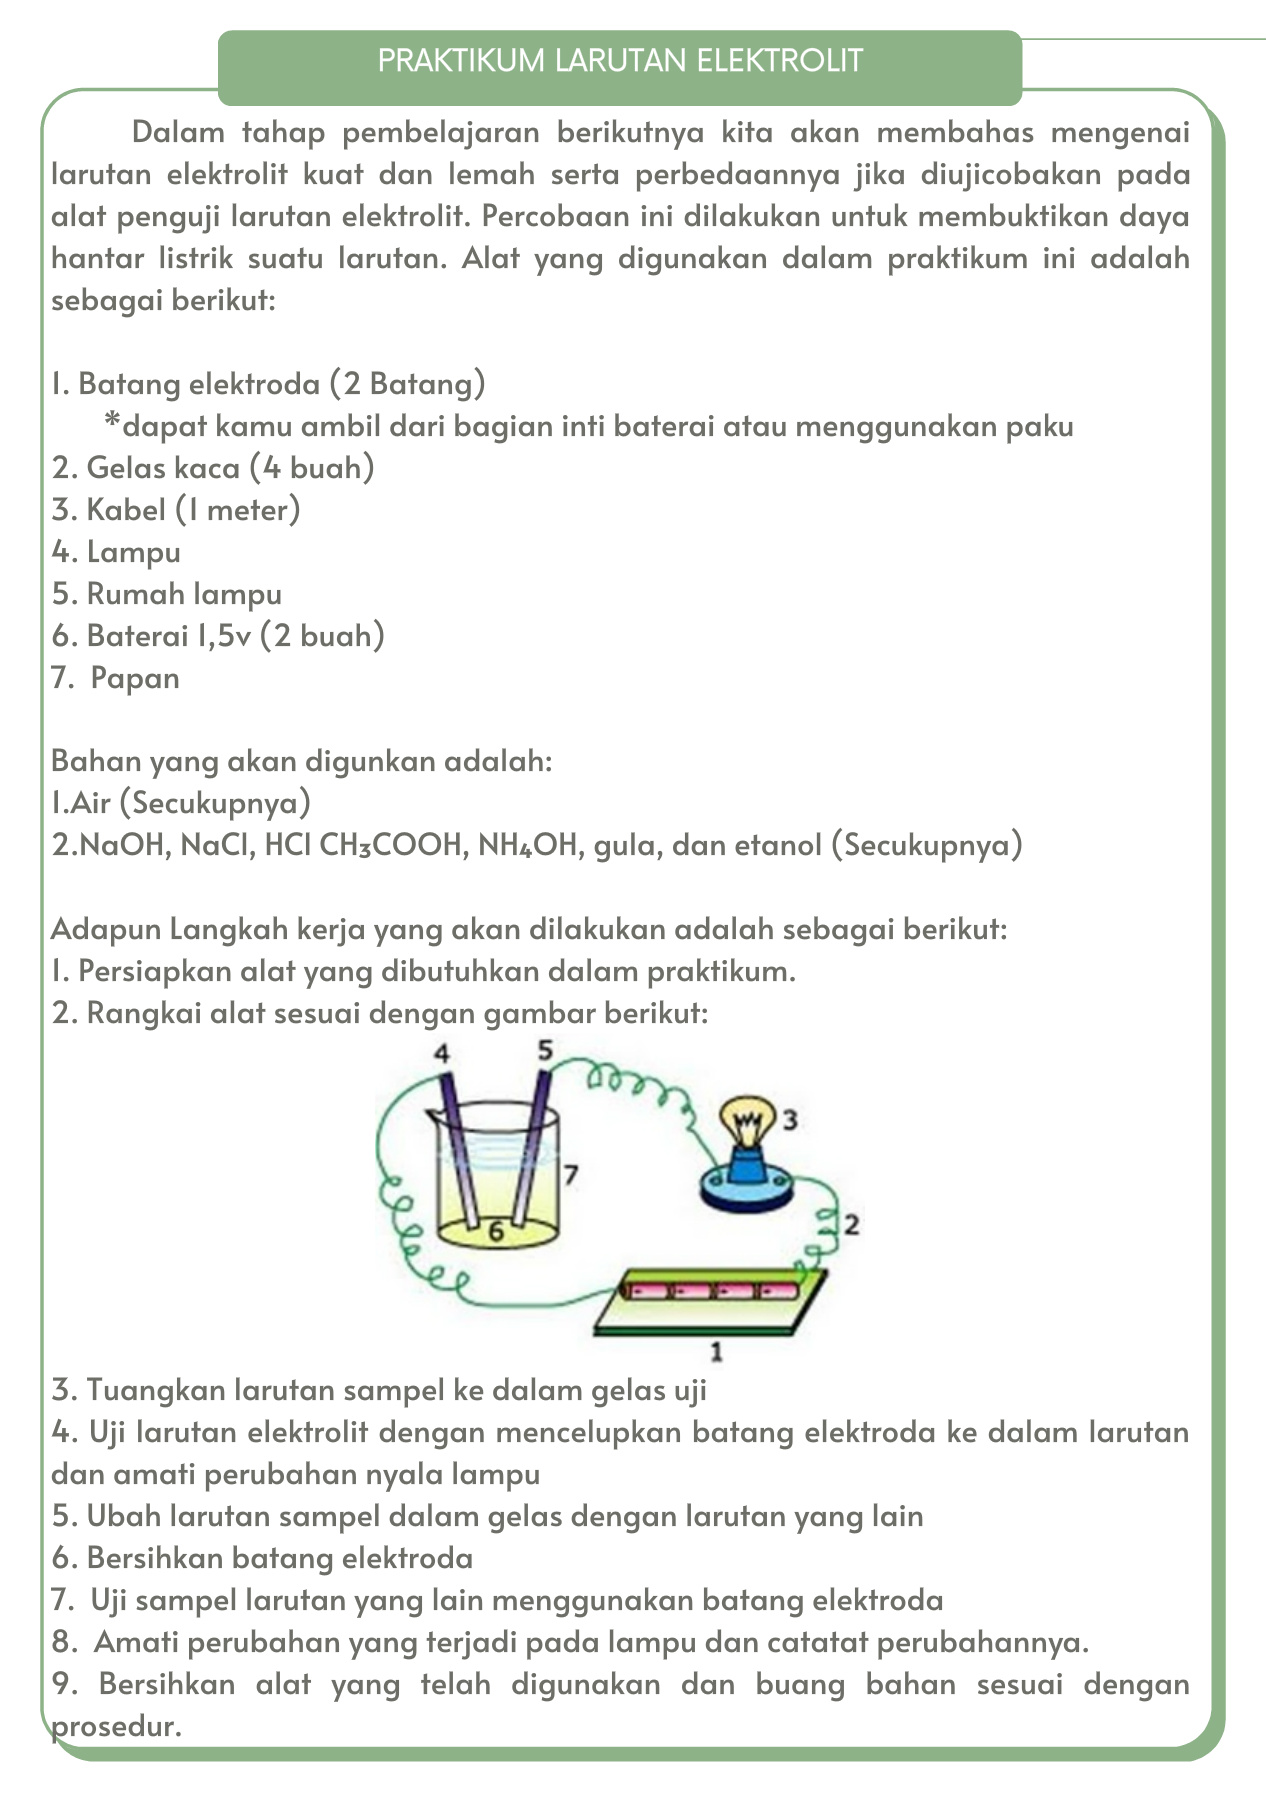 PRAKTIKUM LARUTAN ELEKTROLIT
Dalam tahap pembelajaran berikutnya kita akan membahas mengenai
larutan elektrolit kuat dan lemah serta perbedaannya jika diujicobakan pada
alat penguji larutan elektrolit. Percobaan ini dilakukan untuk membuktikan daya
hantar listrik suatu larutan. Alat yang digunakan dalam praktikum ini adalah
sebagai berikut:
1. Batang elektroda (2 Batang)
*dapat kamu ambil dari bagian inti baterai atau menggunakan paku
2. Gelas kaca (4 buah)
3. Kabel (1 meter)
4. Lampu
5. Rumah lampu
6. Baterai 1,5v (2 buah)
7. Papan
Bahan yang akan digunkan adalah:
1.Air (Secukupnya)
2.NaOH, NaCl, HCl CH₃COOH, NH₄OH, gula, dan etanol (Secukupnya)
Adapun Langkah kerja yang akan dilakukan adalah sebagai berikut:
1. Persiapkan alat yang dibutuhkan dalam praktikum.
2. Rangkai alat sesuai dengan gambar berikut:
4 5
3
7
2
6
1
3. Tuangkan larutan sampel ke dalam gelas uji
4. Uji larutan elektrolit dengan mencelupkan batang elektroda ke dalam larutan
dan amati perubahan nyala lampu
5. Ubah larutan sampel dalam gelas dengan larutan yang lain
6. Bersihkan batang elektroda
7. Uji sampel larutan yang lain menggunakan batang elektroda
8. Amati perubahan yang terjadi pada lampu dan catatat perubahannya.
9. Bersihkan alat yang telah digunakan dan buang bahan sesuai dengan
prosedur.